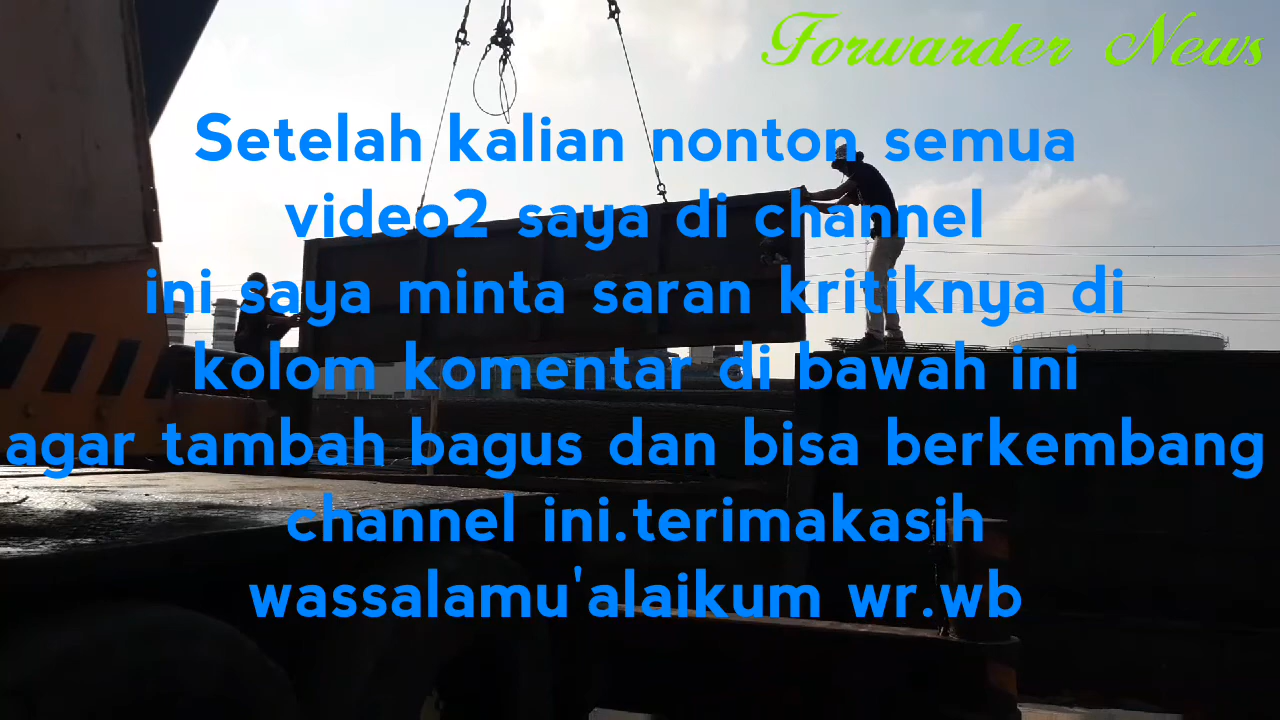 Forwarder News
Setelah kalian nonton semua
video2 saya di channel
ini saya minta saran kritiknya di
kolom komentar di bawah ini
agar tambah bagus dan bisa berkembang
channel ini.terimakasih
wassalamu'alaikum wr.wb